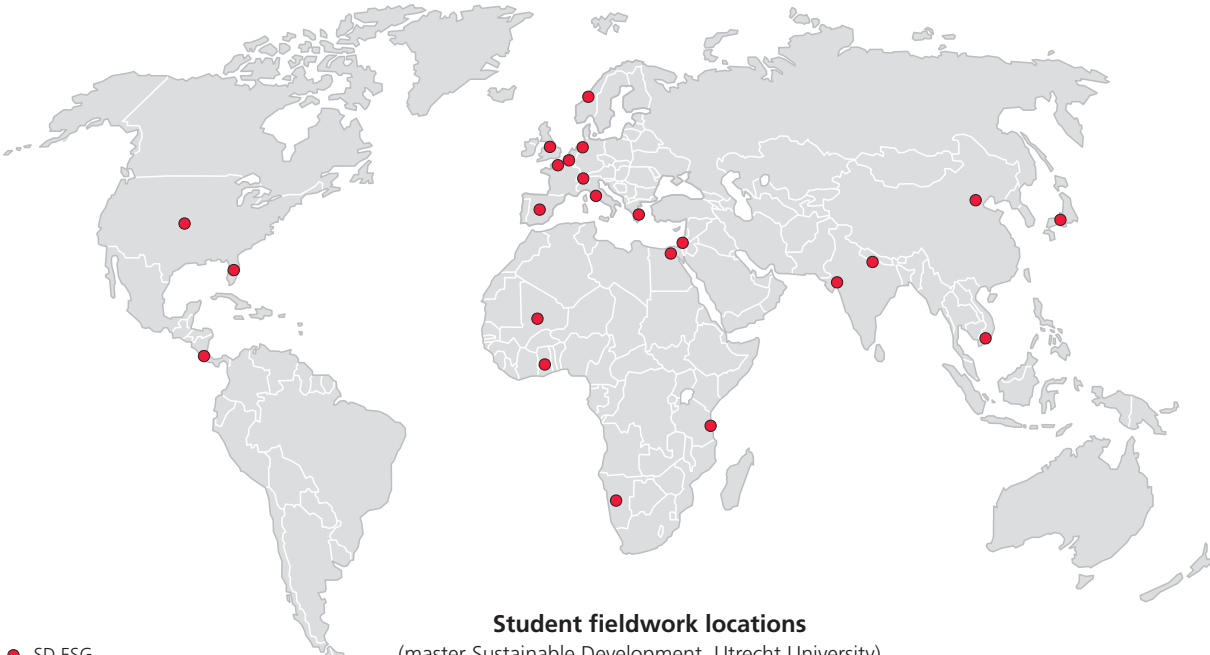 Student fieldwork locations
(master Sustainable Development, Utrecht University)
SD ESG